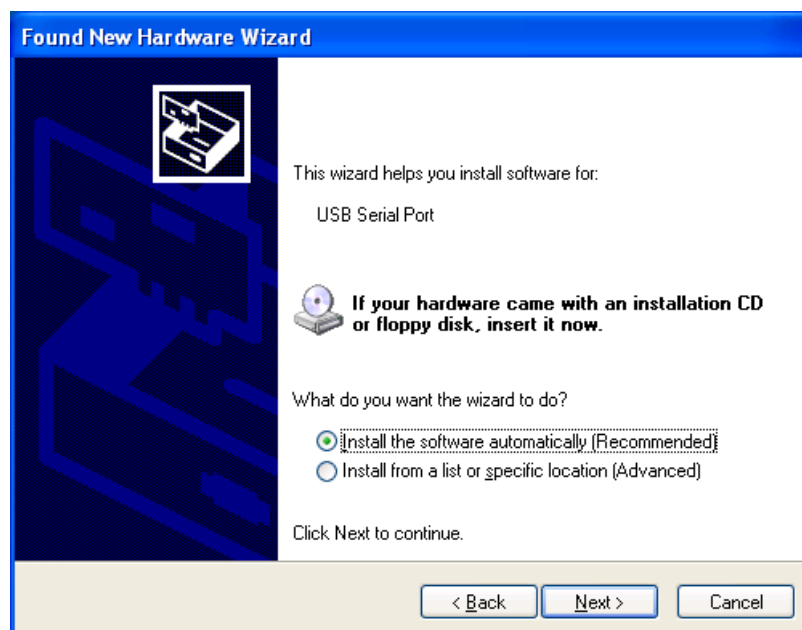 Found New Hardware Wizard
This wizard helps you install software for:
USB Serial Port
If your hardware came with an installation CD
or floppy disk, insert it now.
What do you want the wizard to do?
Install the software automatically (Recommended)
Install from a list or specific location (Advanced)
Click Next to continue.
< Back
Next >
Cancel